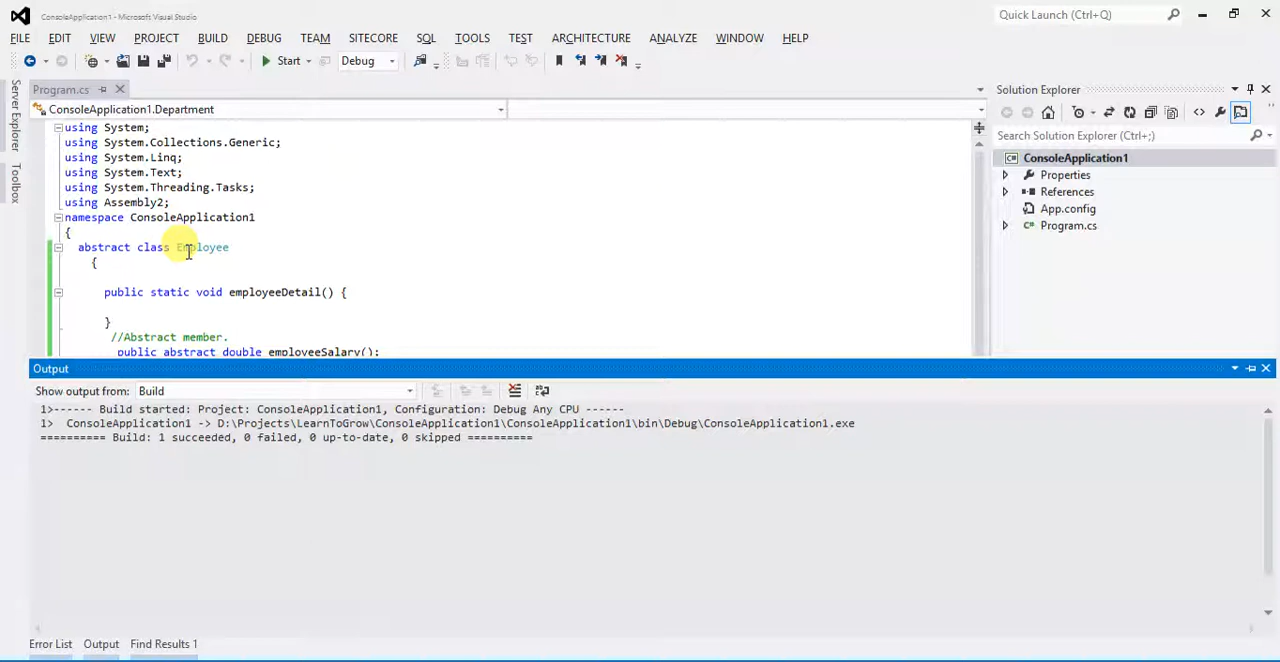 ConsoleApplication1 - Microsoft Visual Studio
Quick Launch (Ctrl+Q)
FILE EDIT VIEW PROJECT BUILD DEBUG TEAM SITECORE SQL TOOLS TEST ARCHITECTURE ANALYZE WINDOW HELP
Start Debug
Server Explorer
Toolbox
Program.cs
ConsoleApplication1.Department
using System;
using System.Collections.Generic;
using System.Linq;
using System.Text;
using System.Threading.Tasks;
using Assembly2;
namespace ConsoleApplication1
{
abstract class Employee
{
public static void employeeDetail() {
}
//Abstract member.
public abstract double employeeSalary();
Solution Explorer
Search Solution Explorer (Ctrl+;)
ConsoleApplication1
Properties
References
App.config
Program.cs
Output
Show output from: Build
1>------ Build started: Project: ConsoleApplication1, Configuration: Debug Any CPU ------
1>  ConsoleApplication1 -> D:\Projects\LearnToGrow\ConsoleApplication1\ConsoleApplication1\bin\Debug\ConsoleApplication1.exe
========== Build: 1 succeeded, 0 failed, 0 up-to-date, 0 skipped ==========
Error List Output Find Results 1